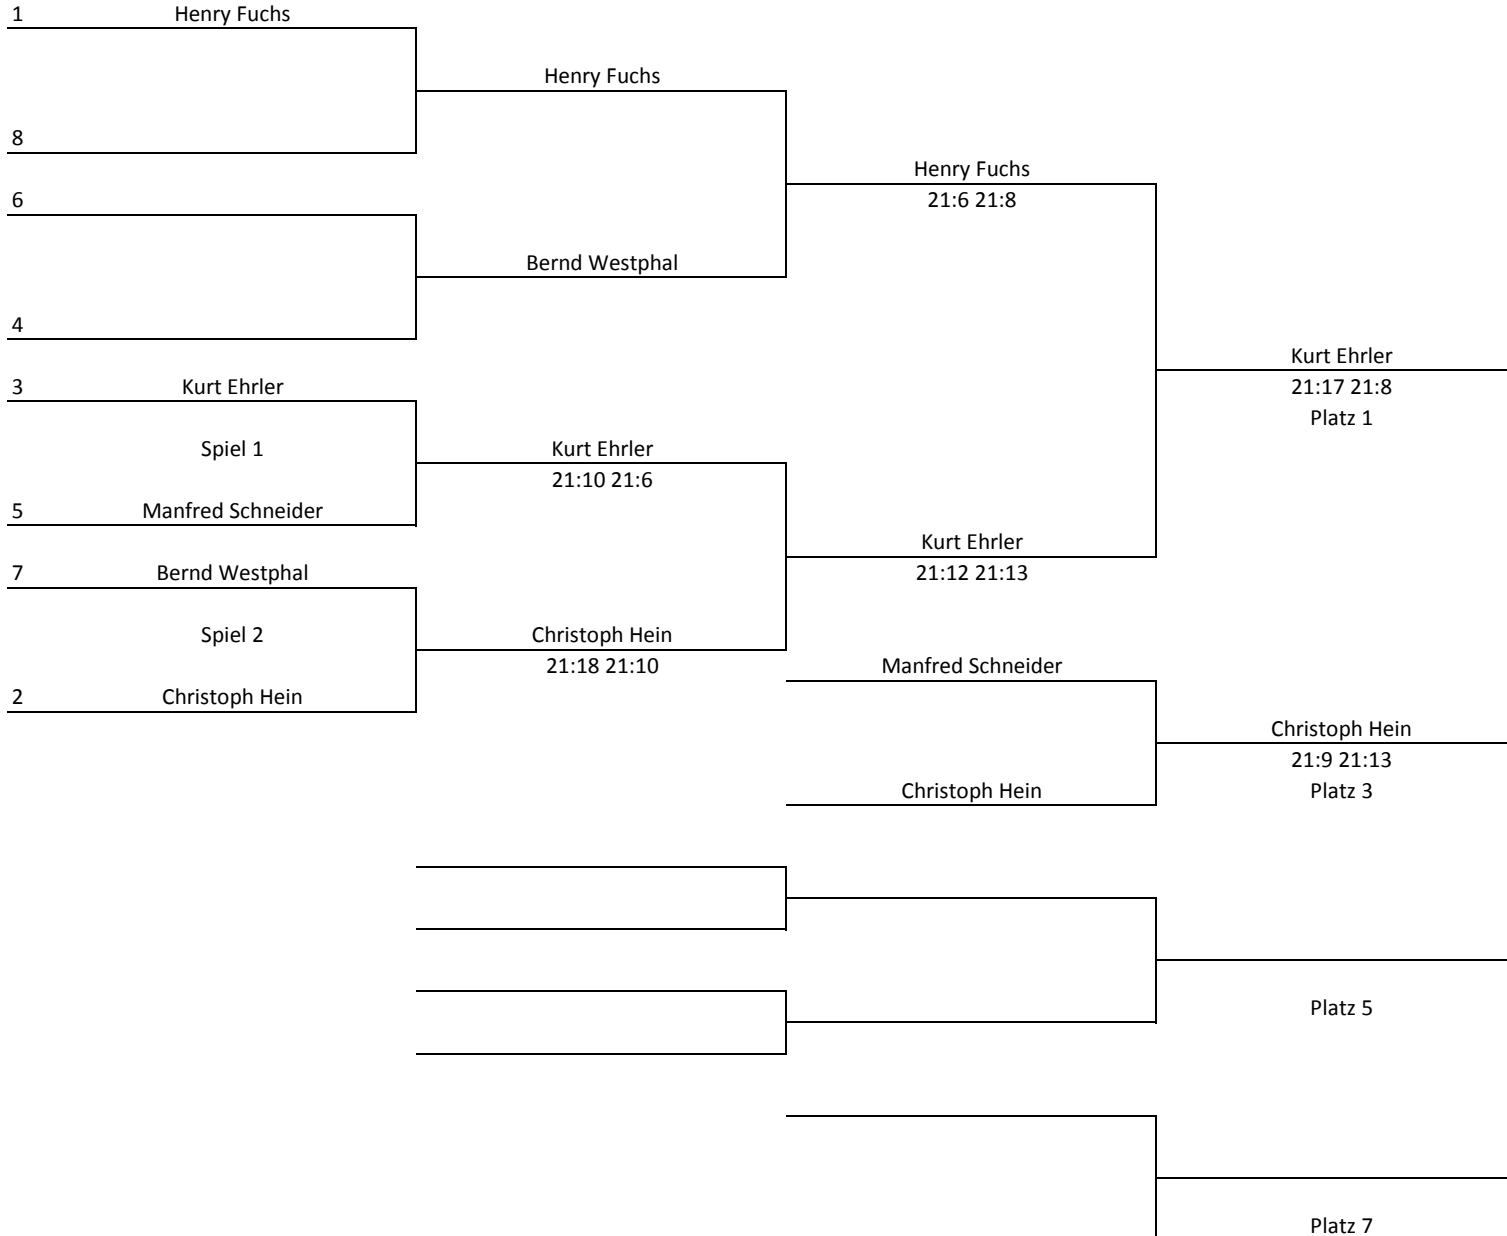 1 Henry Fuchs
Henry Fuchs
8
Henry Fuchs
6
21:6 21:8
Bernd Westphal
4
Kurt Ehrler
3 Kurt Ehrler
21:17 21:8
Platz 1
Spiel 1
Kurt Ehrler
21:10 21:6
5 Manfred Schneider
Kurt Ehrler
7 Bernd Westphal
21:12 21:13
Spiel 2
Christoph Hein
21:18 21:10
Manfred Schneider
2 Christoph Hein
Christoph Hein
21:9 21:13
Christoph Hein
Platz 3
Platz 5
Platz 7